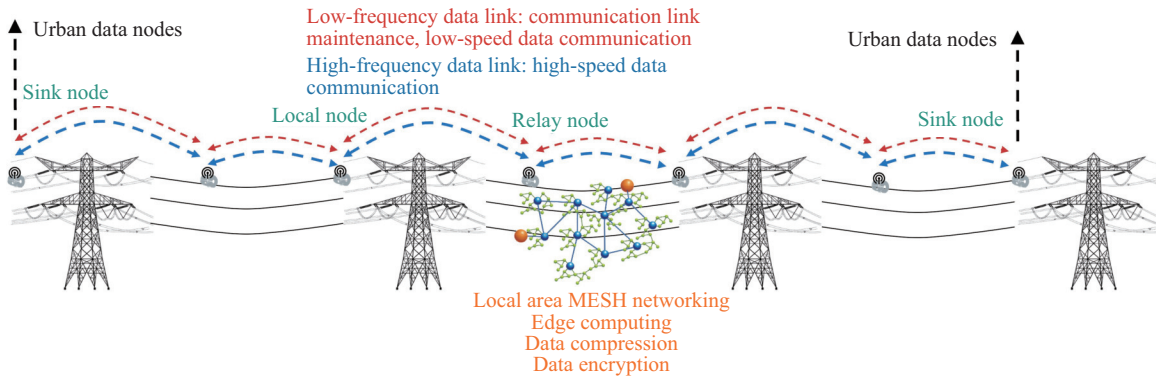 Urban data nodes
Low-frequency data link: communication link
maintenance, low-speed data communication
High-frequency data link: high-speed data
communication
Urban data nodes
Sink node
Local node
Relay node
Sink node
Local area MESH networking
Edge computing
Data compression
Data encryption